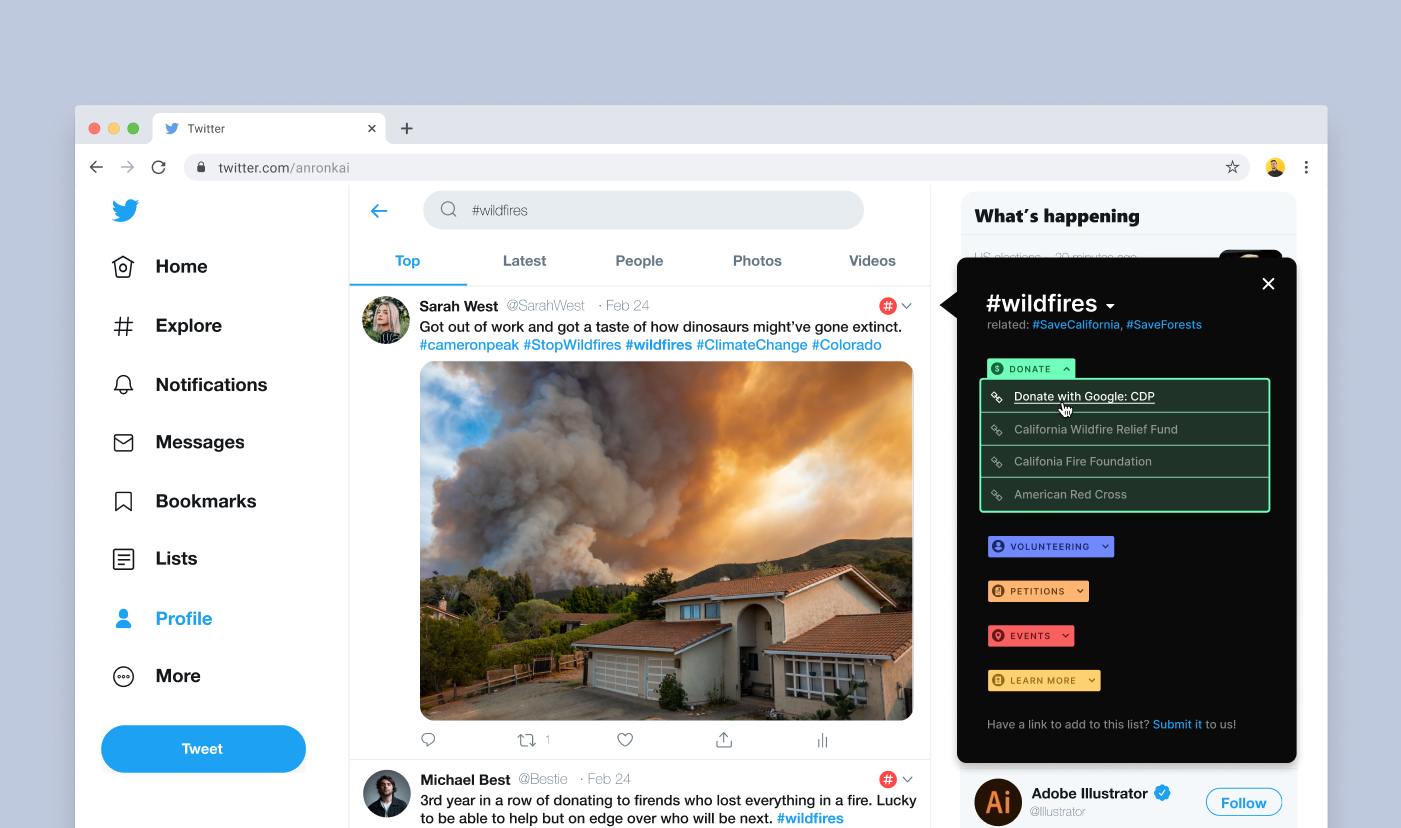 Twitter
twitter.com/anronkai
Home
Explore
Notifications
Messages
Bookmarks
Lists
Profile
More
Tweet
#wildfires
Top
Latest
People
Photos
Videos
Sarah West @SarahWest · Feb 24
Got out of work and got a taste of how dinosaurs might’ve gone extinct.
#cameronpeak #StopWildfires #wildfires #ClimateChange #Colorado
1
Michael Best @Bestie · Feb 24
3rd year in a row of donating to firends who lost everything in a fire. Lucky
to be able to help but on edge over who will be next. #wildfires
What’s happening
US elections · 20 minutes ago
#wildfires
related: #SaveCalifornia, #SaveForests
DONATE
Donate with Google: CDP
California Wildfire Relief Fund
Califonia Fire Foundation
American Red Cross
VOLUNTEERING
PETITIONS
EVENTS
LEARN MORE
Have a link to add to this list? Submit it to us!
Ai
Adobe Illustrator
@Illustrator
Follow